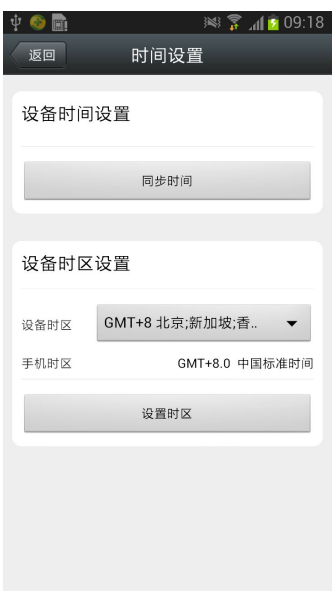 09:18
返回
时间设置
设备时间设置
同步时间
设备时区设置
设备时区 GMT+8 北京;新加坡;香..
手机时区 GMT+8.0 中国标准时间
设置时区